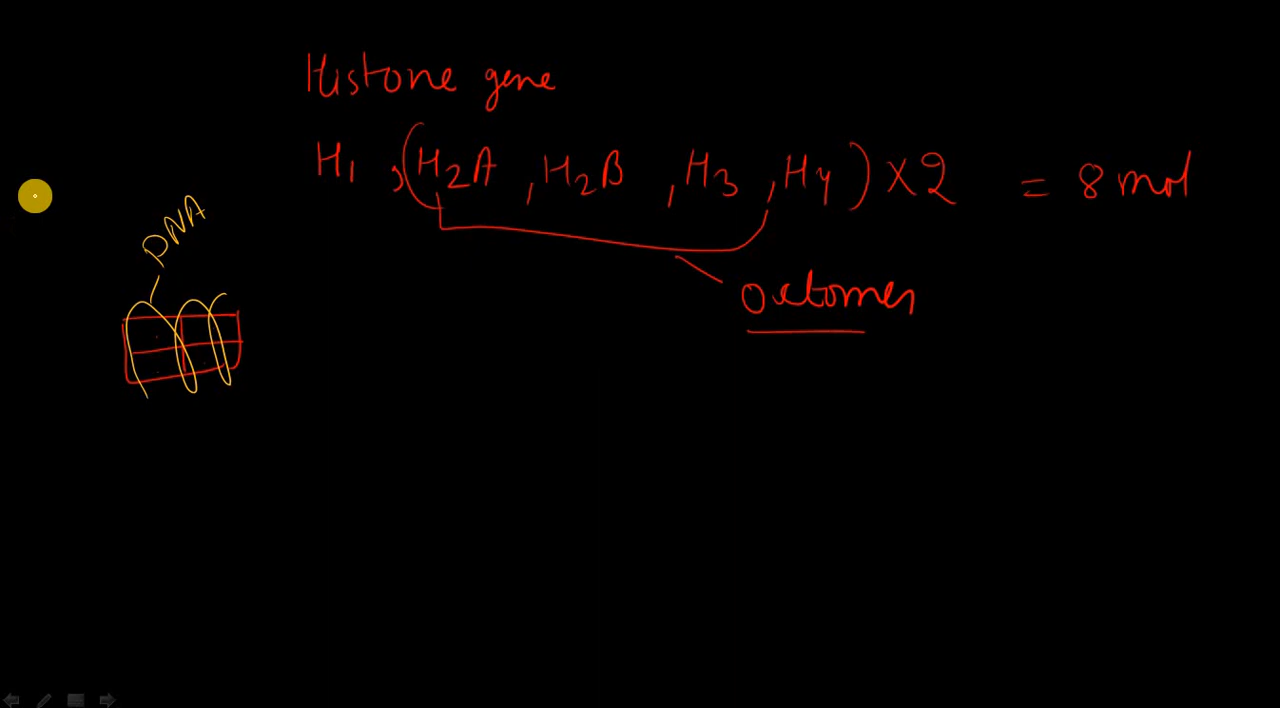 Histone gene
H1 , (H2A , H2B , H3 , H4) × 2 = 8 mol
DNA
Octomer